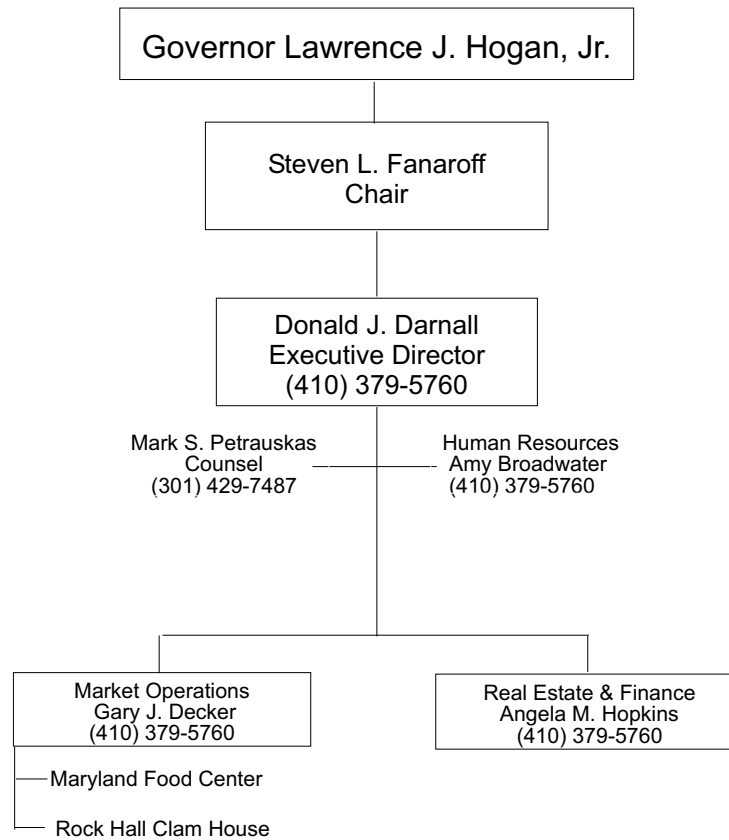 Governor Lawrence J. Hogan, Jr.
Steven L. Fanaroff
Chair
Donald J. Darnall
Executive Director
(410) 379-5760
Mark S. Petrauskas
Counsel
(301) 429-7487
Human Resources
Amy Broadwater
(410) 379-5760
Market Operations
Gary J. Decker
(410) 379-5760
Maryland Food Center
Rock Hall Clam House
Real Estate & Finance
Angela M. Hopkins
(410) 379-5760